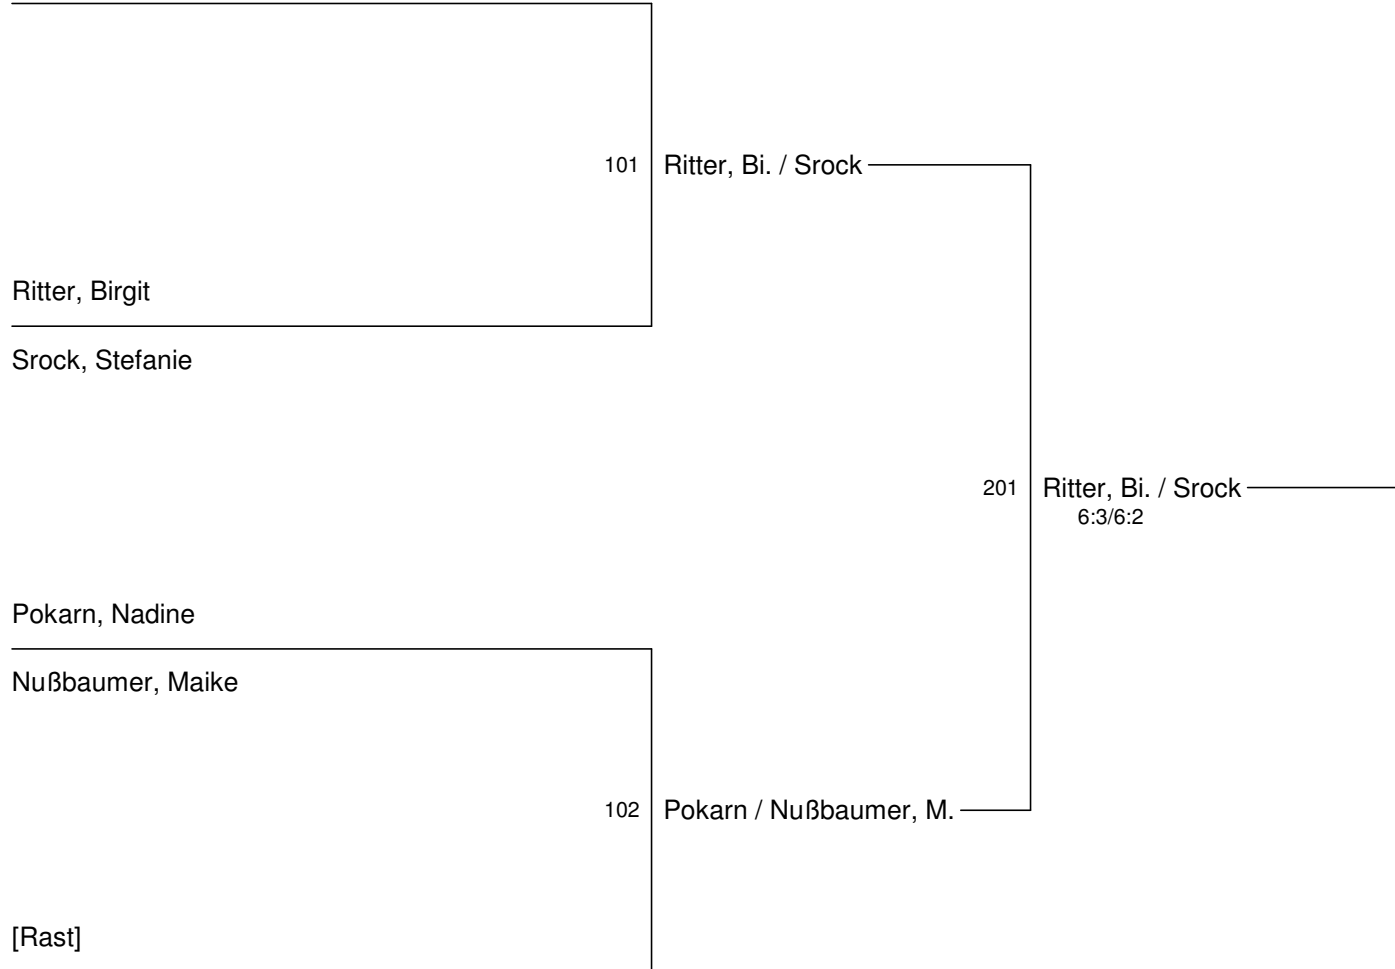 101 Ritter, Bi. / Srock
Ritter, Birgit
Srock, Stefanie
201 Ritter, Bi. / Srock
6:3/6:2
Pokarn, Nadine
Nußbaumer, Maike
102 Pokarn / Nußbaumer, M.
[Rast]